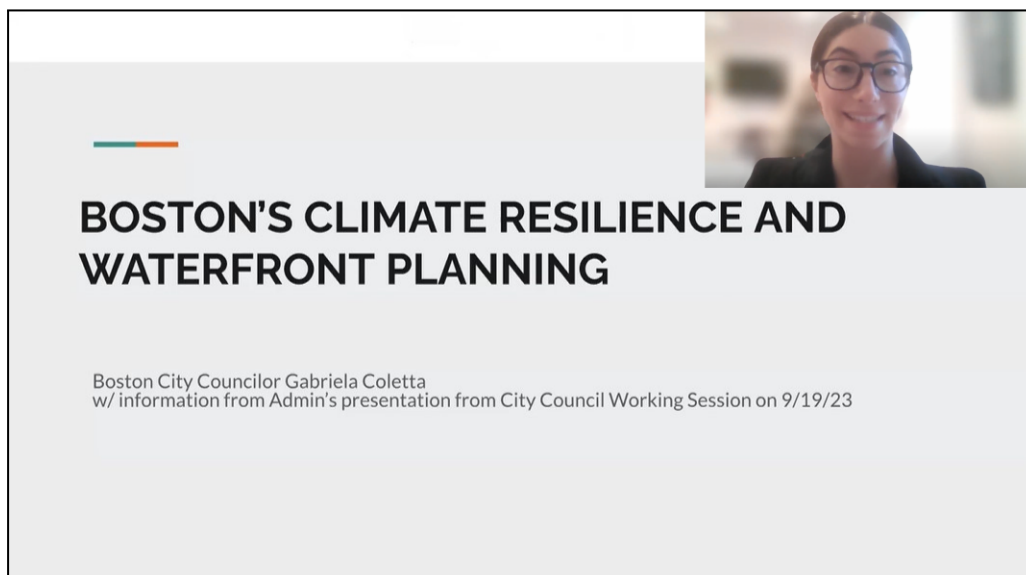 BOSTON’S CLIMATE RESILIENCE AND
WATERFRONT PLANNING
Boston City Councilor Gabriela Coletta
w/ information from Admin’s presentation from City Council Working Session on 9/19/23